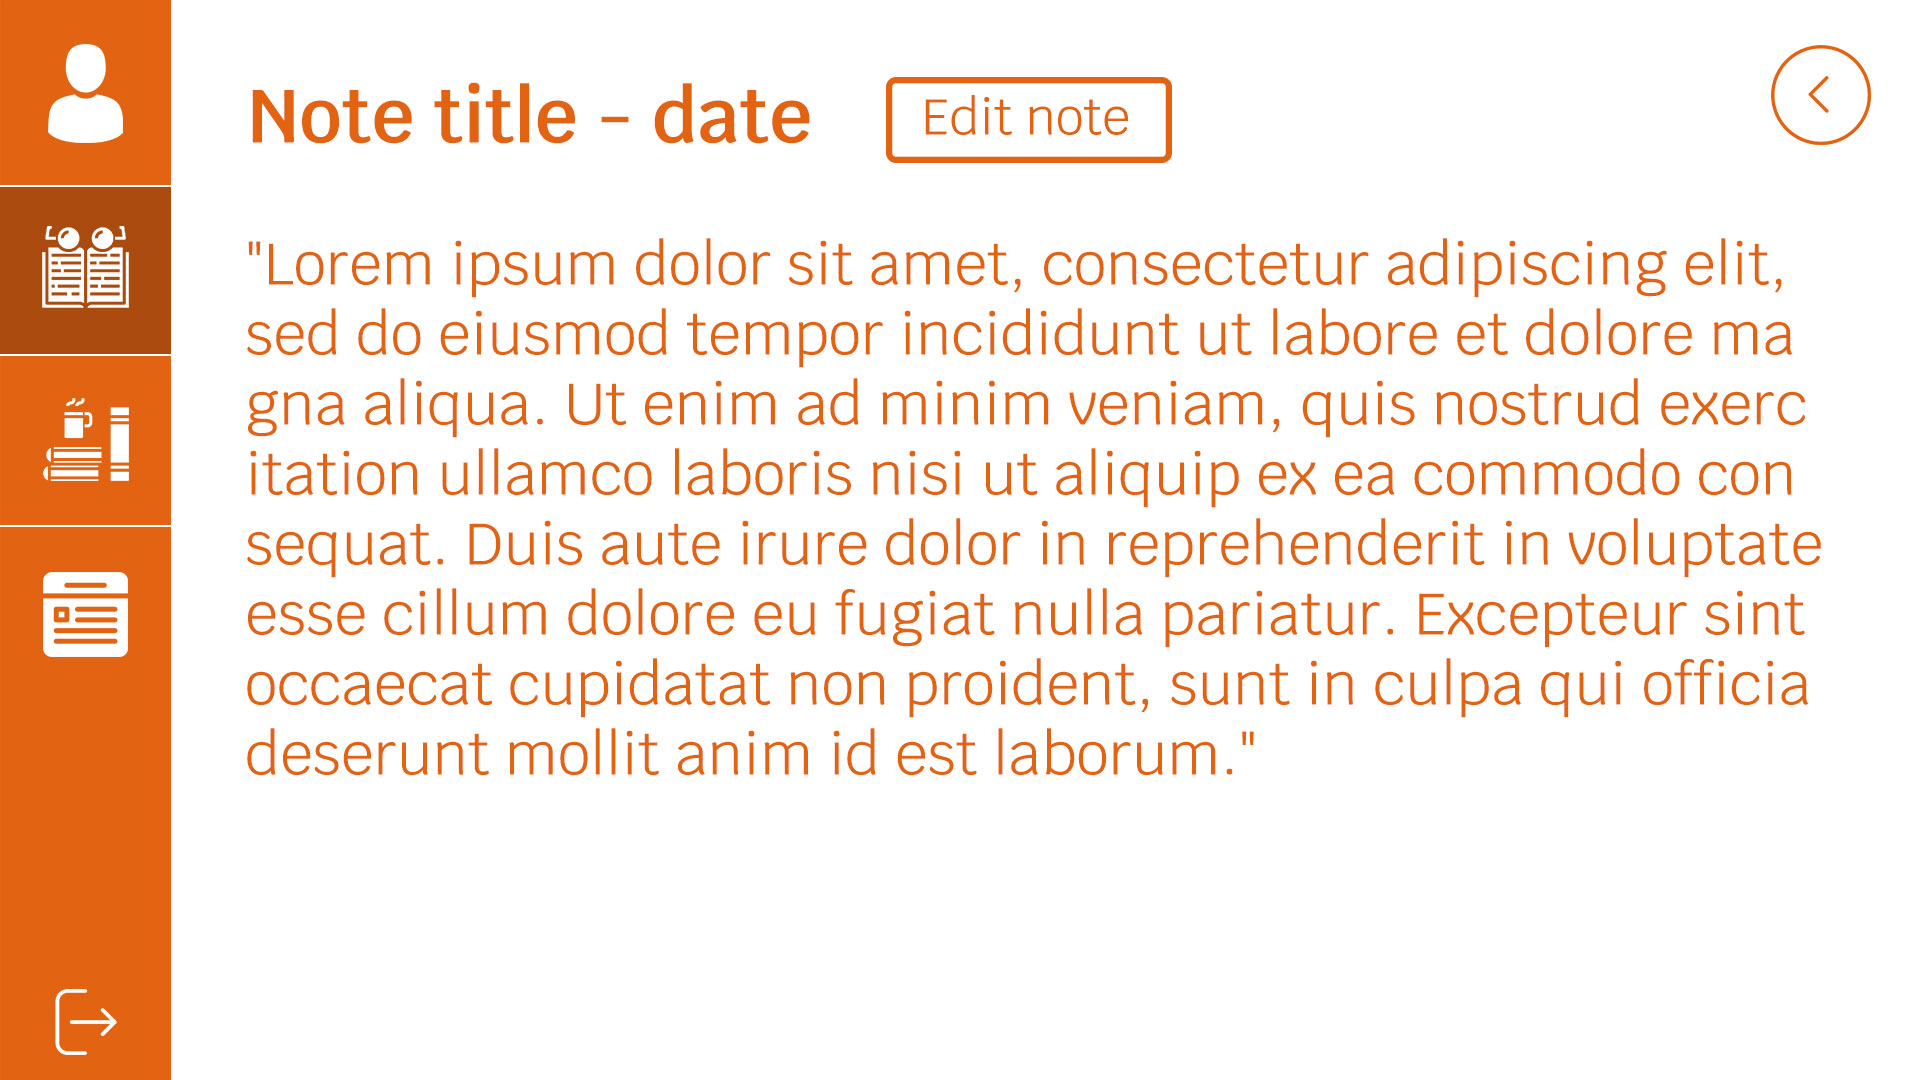 Note title - date
Edit note
"Lorem ipsum dolor sit amet, consectetur adipiscing elit,
sed do eiusmod tempor incididunt ut labore et dolore ma
gna aliqua. Ut enim ad minim veniam, quis nostrud exerc
itation ullamco laboris nisi ut aliquip ex ea commodo con
sequat. Duis aute irure dolor in reprehenderit in voluptate
esse cillum dolore eu fugiat nulla pariatur. Excepteur sint
occaecat cupidatat non proident, sunt in culpa qui officia
deserunt mollit anim id est laborum."